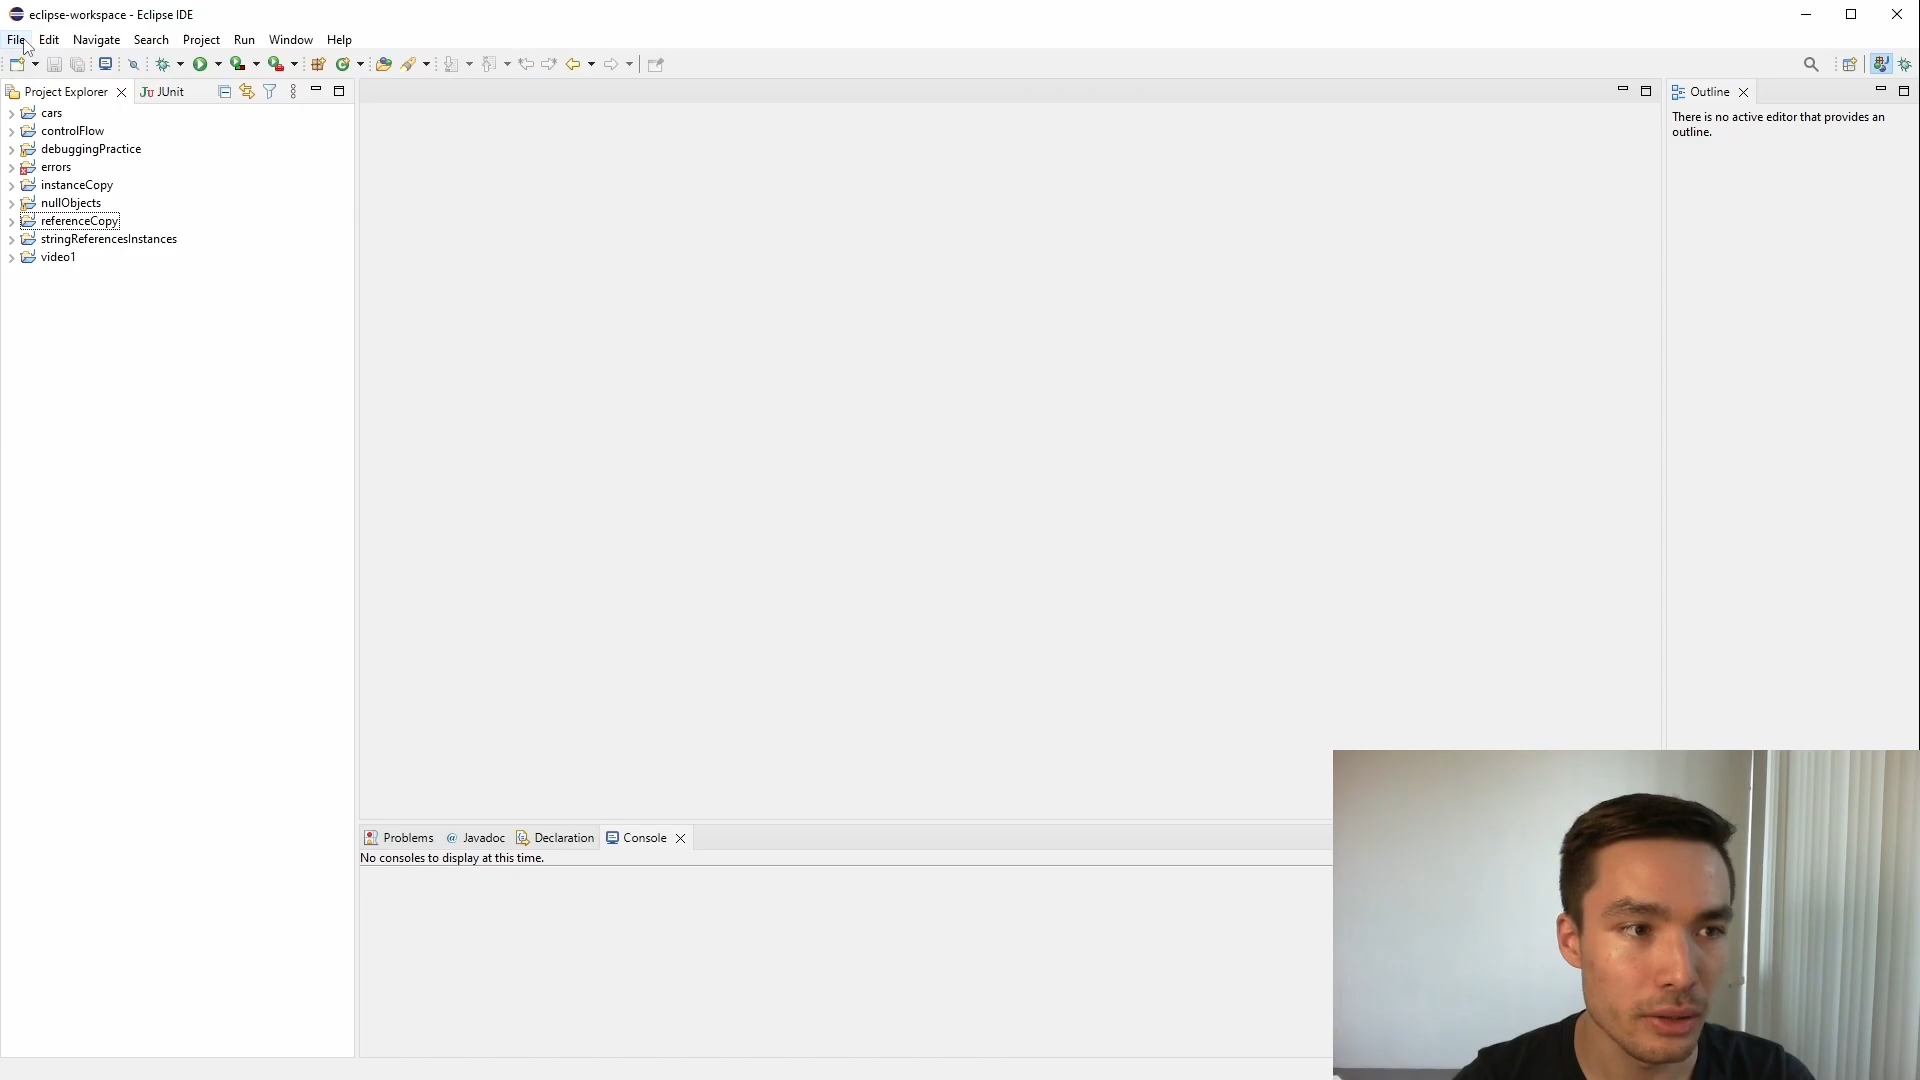 eclipse-workspace - Eclipse IDE
File Edit Navigate Search Project Run Window Help
Project Explorer JUnit
Outline
cars
controlFlow
debuggingPractice
errors
instanceCopy
nullObjects
referenceCopy
stringReferencesInstances
video1
There is no active editor that provides an
outline.
Problems Javadoc Declaration Console
No consoles to display at this time.